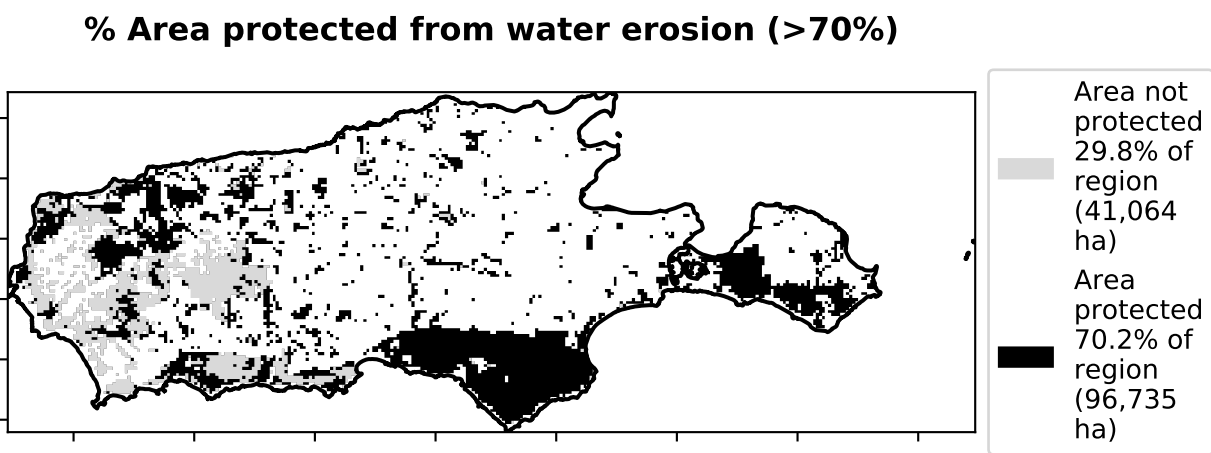 % Area protected from water erosion (>70%)
Area not
protected
29.8% of
region
(41,064
ha)
Area
protected
70.2% of
region
(96,735
ha)